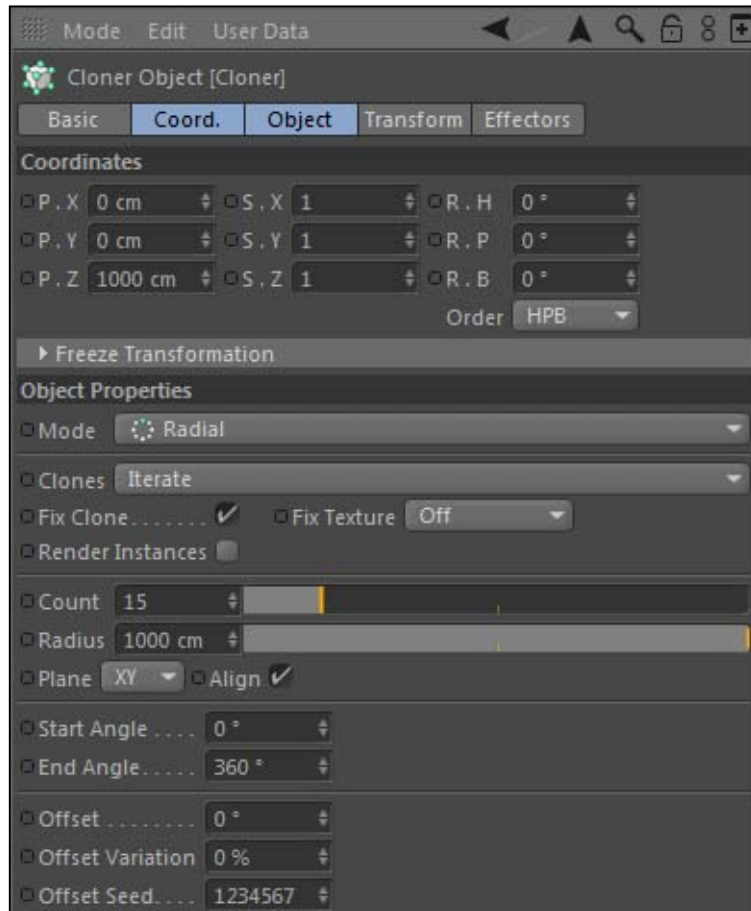 Mode Edit User Data
Cloner Object [Cloner]
Basic Coord. Object Transform Effectors
Coordinates
P . X 0 cm S . X 1 R . H 0 °
P . Y 0 cm S . Y 1 R . P 0 °
P . Z 1000 cm S . Z 1 R . B 0 °
Order HPB
Freeze Transformation
Object Properties
Mode Radial
Clones Iterate
Fix Clone....... Fix Texture Off
Render Instances
Count 15
Radius 1000 cm
Plane XY Align
Start Angle.... 0 °
End Angle..... 360 °
Offset........ 0 °
Offset Variation 0 %
Offset Seed.... 1234567